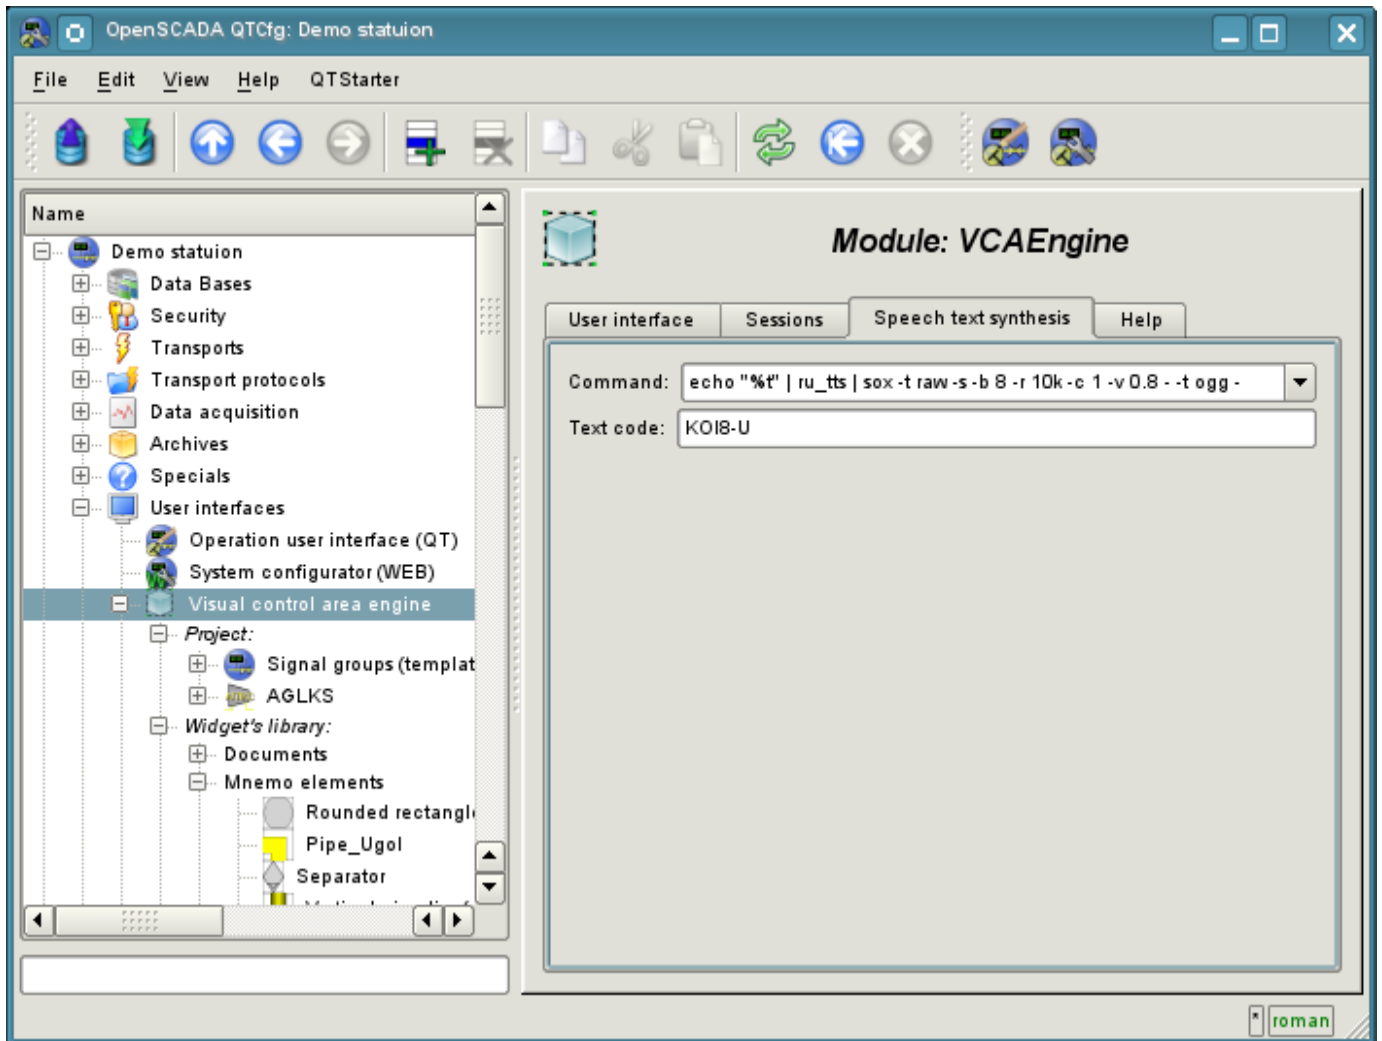 OpenSCADA QTCfg: Demo statuion
File Edit View Help QTStarter
Name
Demo statuion
Data Bases
Security
Transports
Transport protocols
Data acquisition
Archives
Specials
User interfaces
Operation user interface (QT)
System configurator (WEB)
Visual control area engine
Project:
Signal groups (templat
AGLKS
Widget's library:
Documents
Mnemo elements
Rounded rectangl
Pipe_Ugol
Separator
Module: VCAEngine
User interface Sessions Speech text synthesis Help
Command: echo "%t" | ru_tts | sox -t raw -s -b 8 -r 10k -c 1 -v 0.8 - -t ogg -
Text code: KOI8-U
* roman